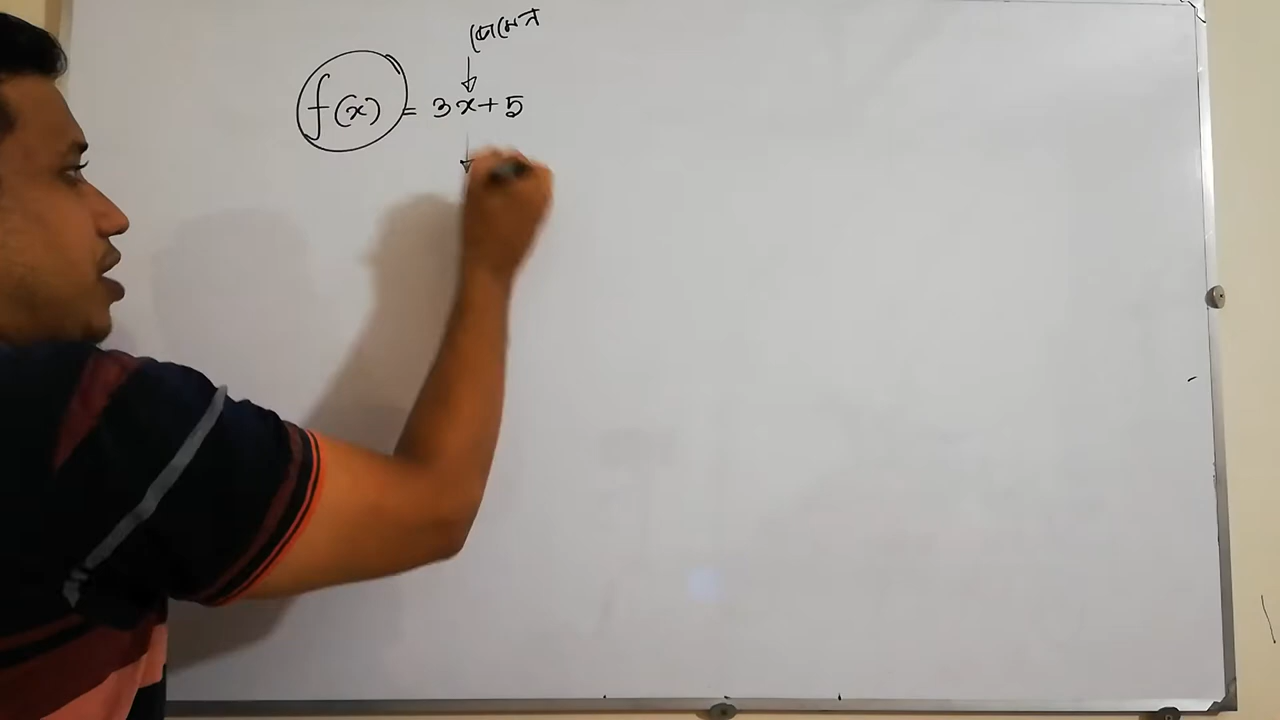 f(x) = 3x+5